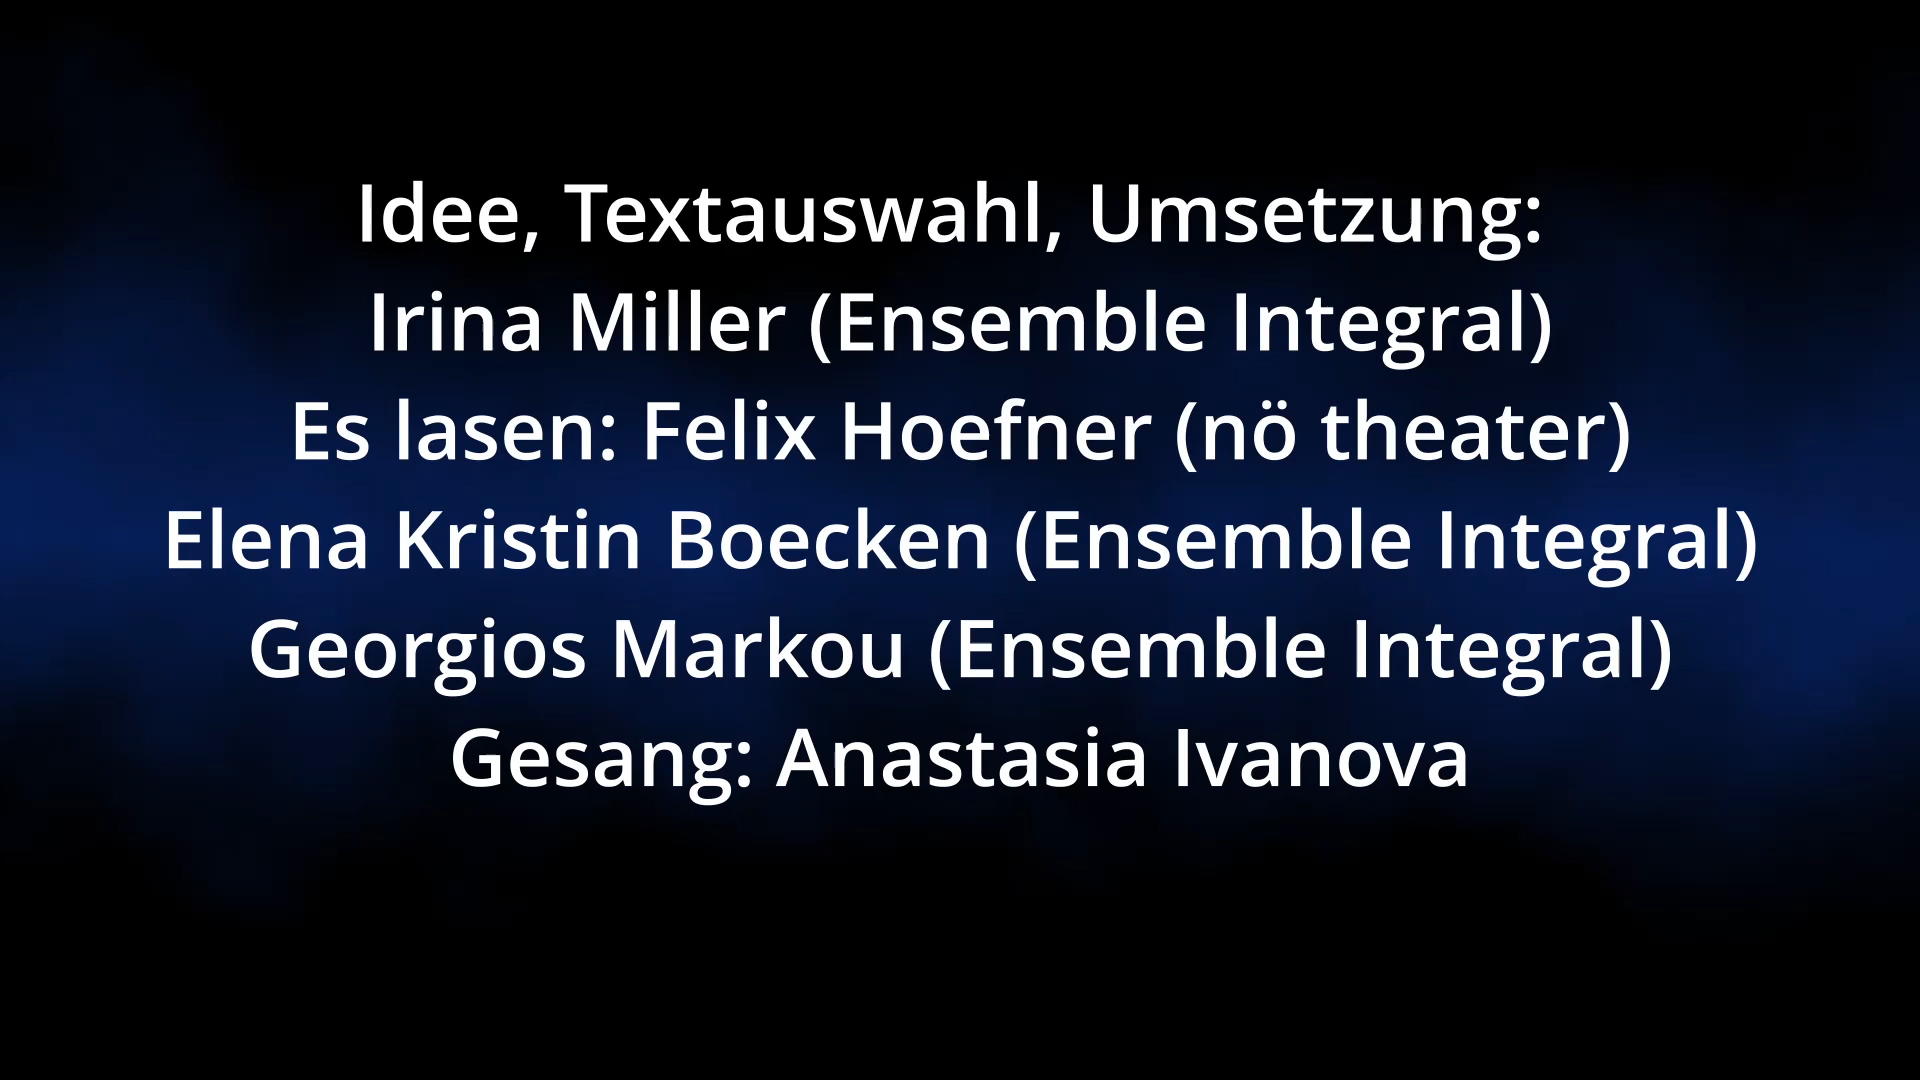 Idee, Textauswahl, Umsetzung:
Irina Miller (Ensemble Integral)
Es lasen: Felix Hoefner (nö theater)
Elena Kristin Boecken (Ensemble Integral)
Georgios Markou (Ensemble Integral)
Gesang: Anastasia Ivanova